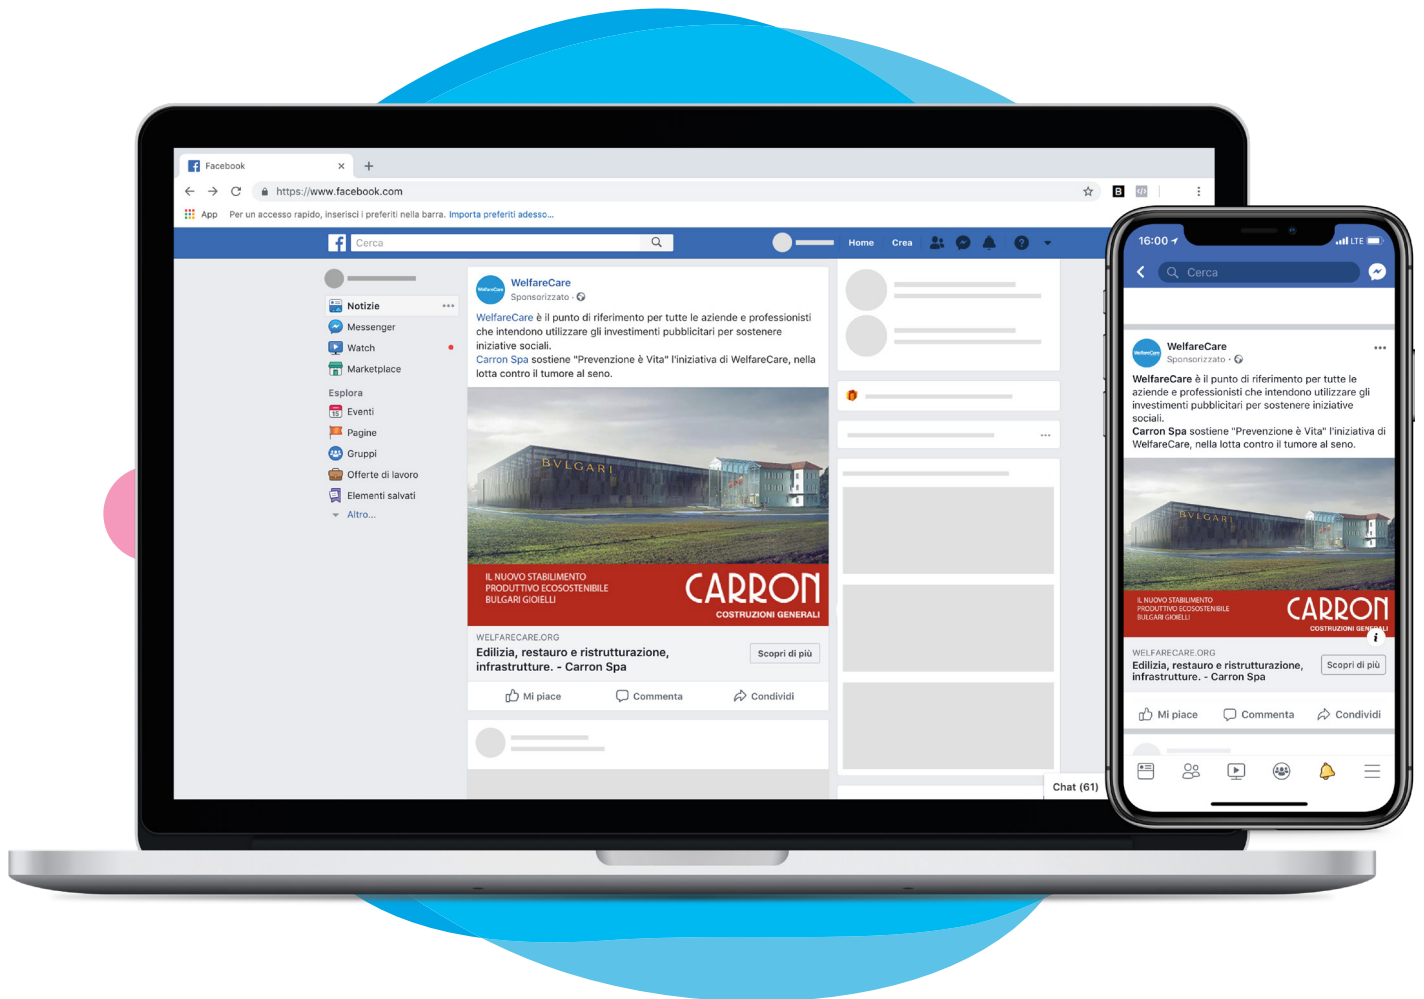 Facebook
https://www.facebook.com
App Per un accesso rapido, inserisci i preferiti nella barra. Importa preferiti adesso...
Cerca
Home Crea
Notizie
Messenger
Watch
Marketplace
Esplora
Eventi
Pagine
Gruppi
Offerte di lavoro
Elementi salvati
Altro...
WelfareCare
WelfareCare
Sponsorizzato ·
WelfareCare è il punto di riferimento per tutte le aziende e professionisti
che intendono utilizzare gli investimenti pubblicitari per sostenere
iniziative sociali.
Carron Spa sostiene "Prevenzione è Vita" l'iniziativa di WelfareCare, nella
lotta contro il tumore al seno.
BVLGARI
IL NUOVO STABILIMENTO
PRODUTTIVO ECOSOSTENIBILE
BULGARI GIOIELLI
CARRON
COSTRUZIONI GENERALI
WELFARECARE.ORG
Edilizia, restauro e ristrutturazione,
infrastrutture. - Carron Spa
Scopri di più
Mi piace Commenta Condividi
Chat (61)
16:00 LTE
Cerca
WelfareCare
WelfareCare
Sponsorizzato ·
WelfareCare è il punto di riferimento per tutte le
aziende e professionisti che intendono utilizzare gli
investimenti pubblicitari per sostenere iniziative
sociali.
Carron Spa sostiene "Prevenzione è Vita" l'iniziativa di
WelfareCare, nella lotta contro il tumore al seno.
BVLGARI
IL NUOVO STABILIMENTO
PRODUTTIVO ECOSOSTENIBILE
BULGARI GIOIELLI
CARRON
COSTRUZIONI GENERALI
WELFARECARE.ORG
Edilizia, restauro e ristrutturazione,
infrastrutture. - Carron Spa
Scopri di più
Mi piace Commenta Condividi